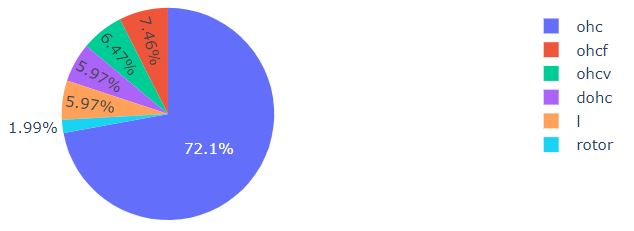 7.46%
6.47%
5.97%
5.97%
1.99%
72.1%
ohc
ohcf
ohcv
dohc
l
rotor